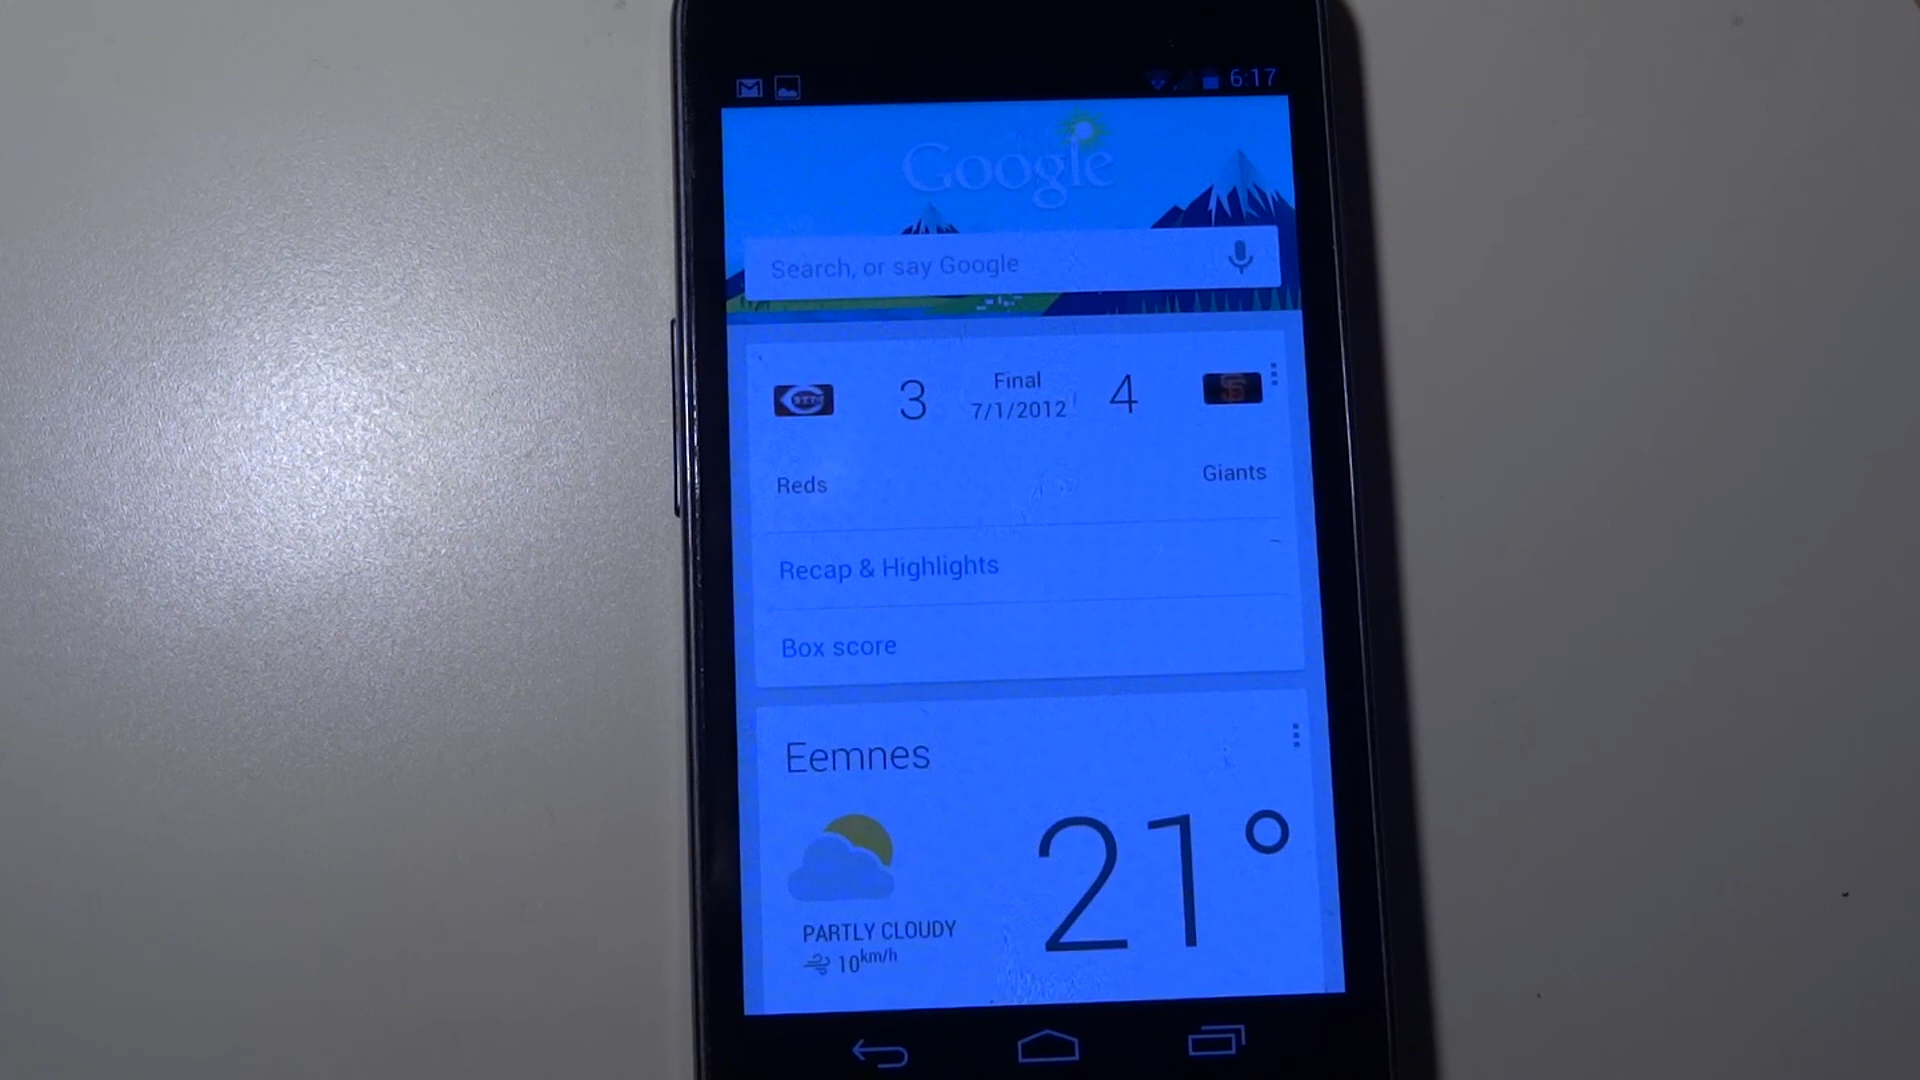 6:17
Google
Search, or say Google
3 Final 4
7/1/2012
Reds Giants
Recap & Highlights
Box score
Eemnes
21°
PARTLY CLOUDY
10km/h